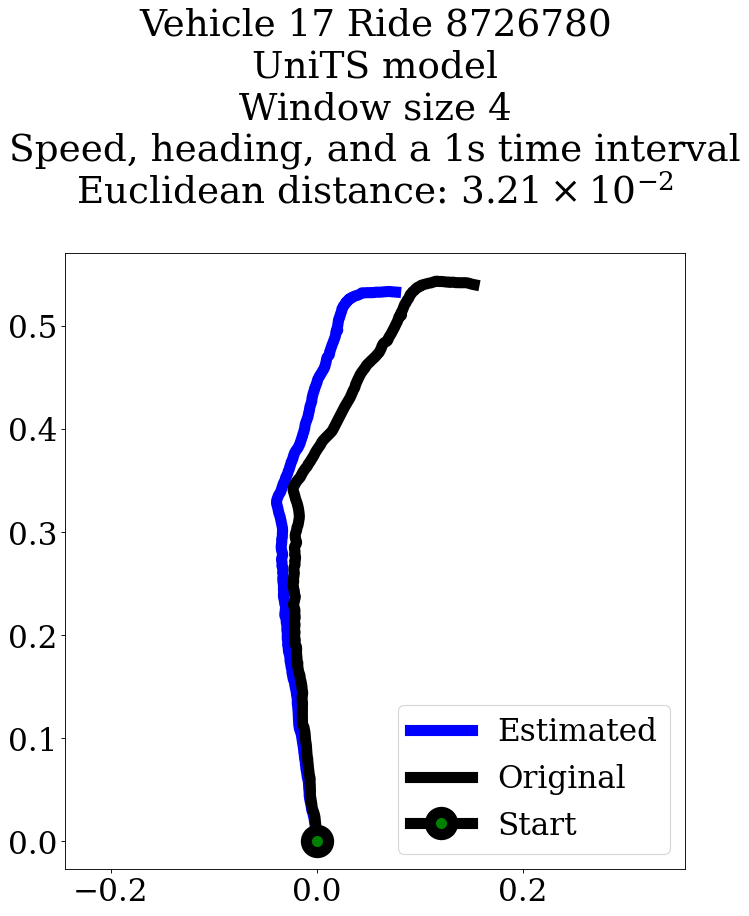 Vehicle 17 Ride 8726780
UniTS model
Window size 4
Speed, heading, and a 1s time interval
Euclidean distance: 3.21 × 10⁻²
0.5
0.4
0.3
0.2
0.1
0.0
Estimated
Original
Start
−0.2 0.0 0.2